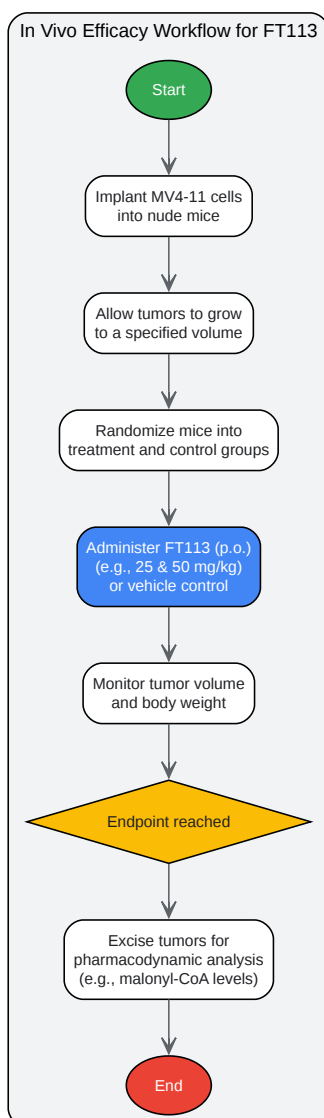 In Vivo Efficacy Workflow for FT113
Start
Implant MV4-11 cells
into nude mice
Allow tumors to grow
to a specified volume
Randomize mice into
treatment and control groups
Administer FT113 (p.o.)
(e.g., 25 & 50 mg/kg)
or vehicle control
Monitor tumor volume
and body weight
Endpoint reached
Excise tumors for
pharmacodynamic analysis
(e.g., malonyl-CoA levels)
End